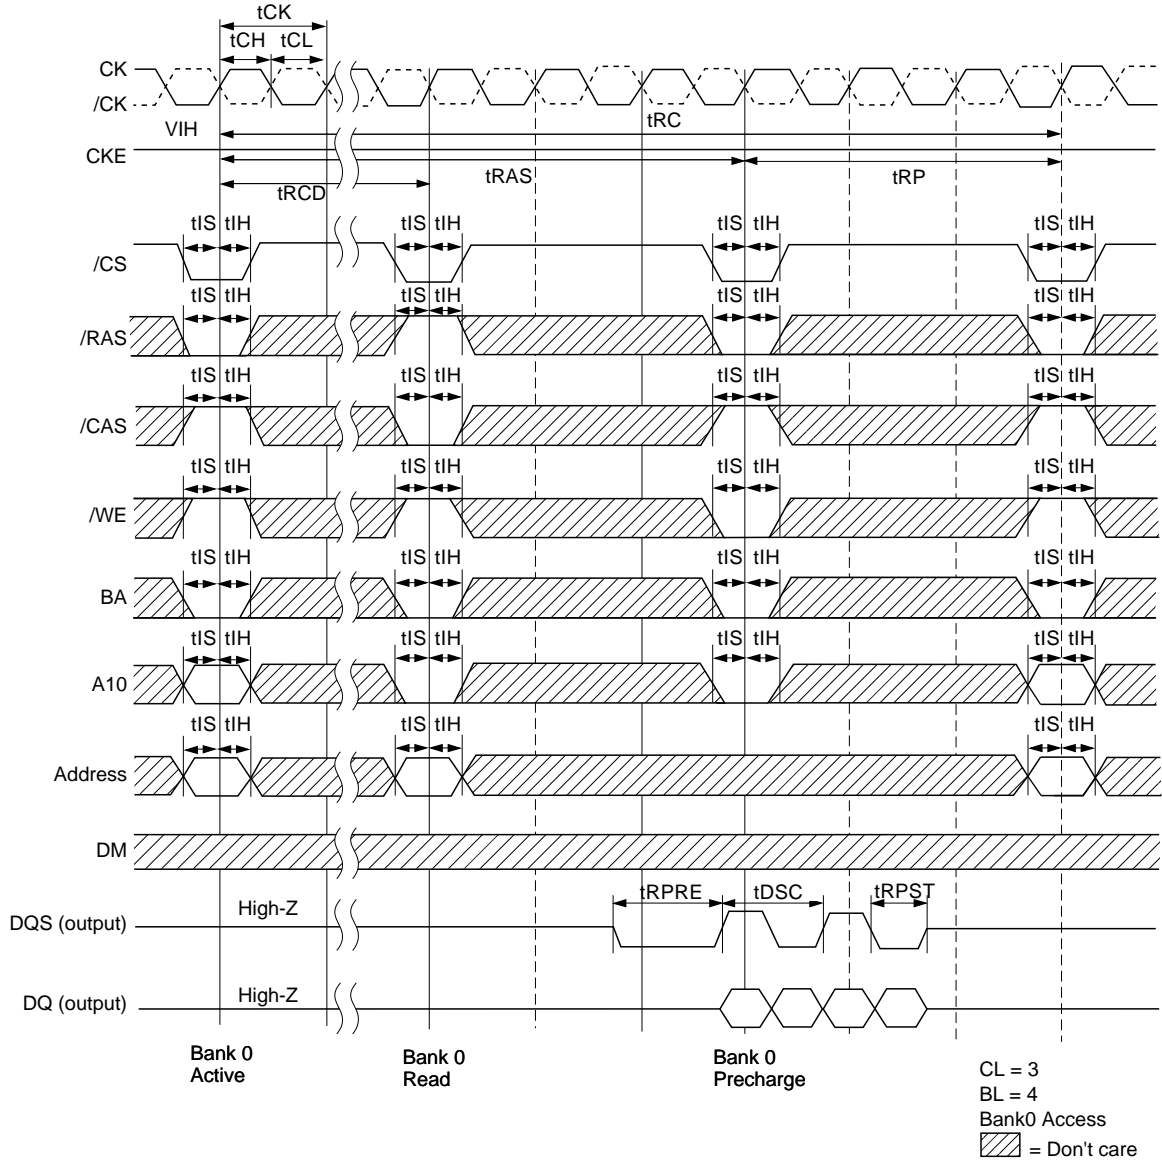 tCK
tCH tCL
CK
/CK
VIH
tRC
CKE
tRAS
tRP
tRCD
tIS tIH tIS tIH tIS tIH tIS tIH
/CS
tIS tIH tIS tIH tIS tIH tIS tIH
/RAS
tIS tIH tIS tIH tIS tIH tIS tIH
/CAS
tIS tIH tIS tIH tIS tIH tIS tIH
/WE
tIS tIH tIS tIH tIS tIH tIS tIH
BA
tIS tIH tIS tIH tIS tIH tIS tIH
A10
tIS tIH tIS tIH tIS tIH
Address
DM
tRPRE tDSC tRPST
High-Z
DQS (output)
High-Z
DQ (output)
Bank 0
Active
Bank 0
Read
Bank 0
Precharge
CL = 3
BL = 4
Bank0 Access
= Don't care